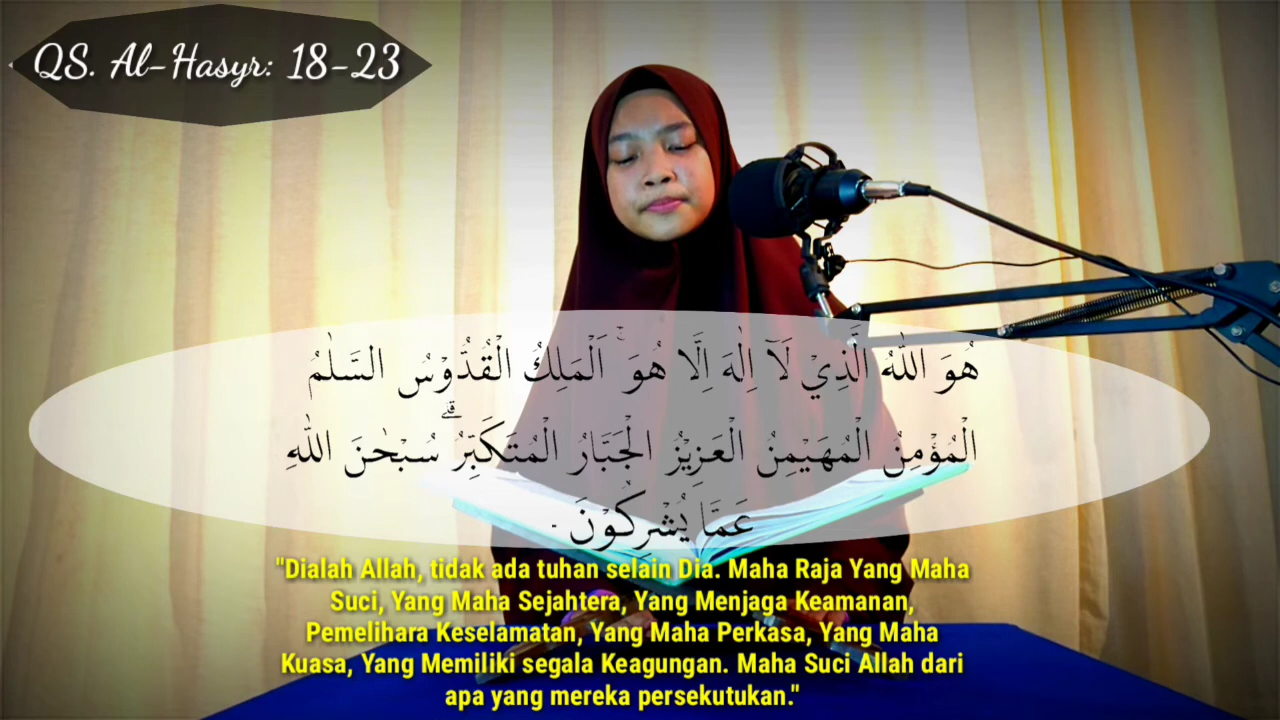 QS. Al-Hasyr: 18-23
هُوَ اللّٰهُ الَّذِيْ لَآ اِلٰهَ اِلَّا هُوَ ۚ اَلْمَلِكُ الْقُدُّوْسُ السَّلٰمُ
الْمُؤْمِنُ الْمُهَيْمِنُ الْعَزِيْزُ الْجَبَّارُ الْمُتَكَبِّرُ ۗ سُبْحٰنَ اللّٰهِ
عَمَّا يُشْرِكُوْنَ -
"Dialah Allah, tidak ada tuhan selain Dia. Maha Raja Yang Maha
Suci, Yang Maha Sejahtera, Yang Menjaga Keamanan,
Pemelihara Keselamatan, Yang Maha Perkasa, Yang Maha
Kuasa, Yang Memiliki segala Keagungan. Maha Suci Allah dari
apa yang mereka persekutukan."